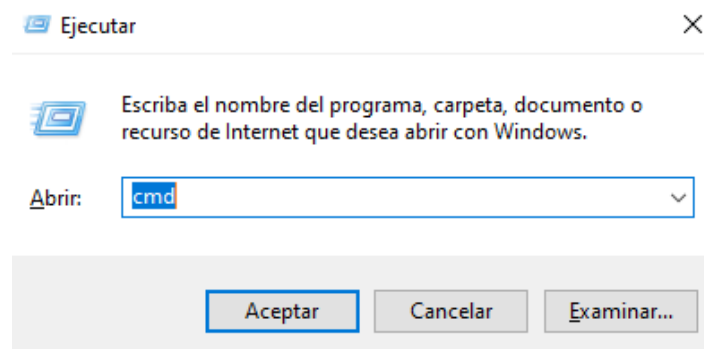 Ejecutar
Escriba el nombre del programa, carpeta, documento o
recurso de Internet que desea abrir con Windows.
Abrir:
cmd
Aceptar
Cancelar
Examinar...